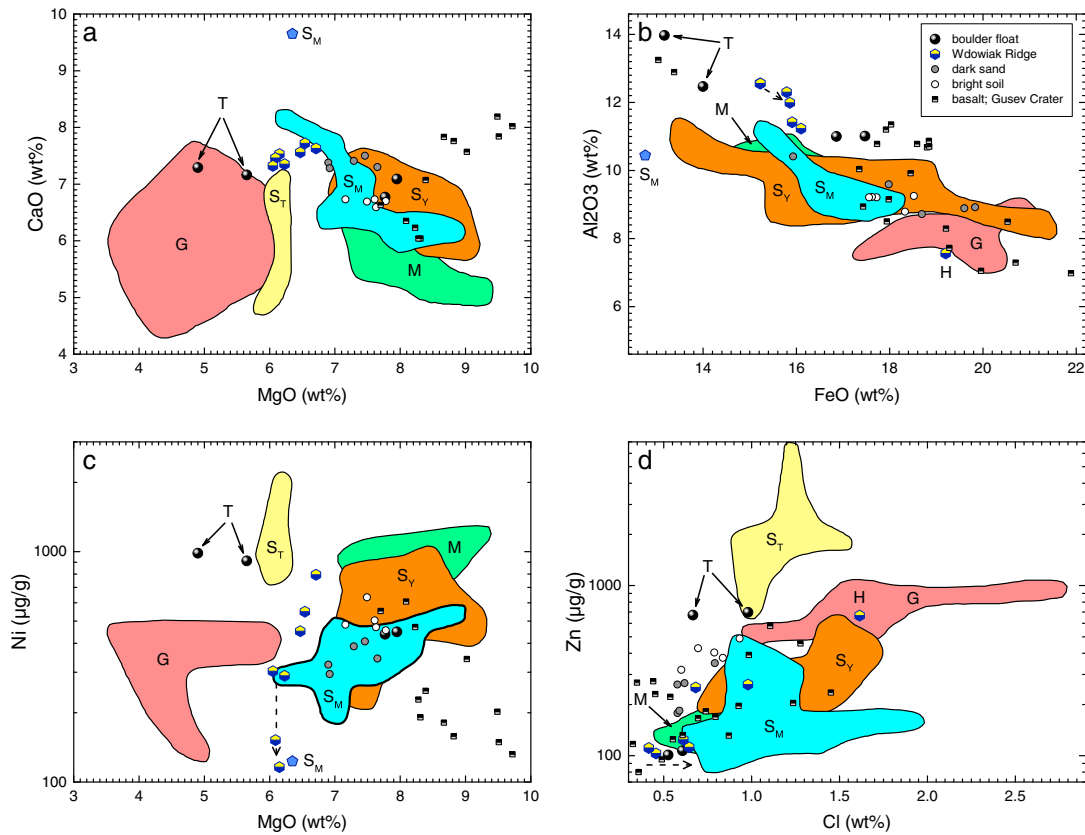 a
CaO (wt%)
10
9
8
7
6
5
4
S_M
T
G
S_T
S_M
S_Y
M
3 4 5 6 7 8 9 10
MgO (wt%)
b
Al2O3 (wt%)
14
12
10
8
6
T
M
S_M
S_Y
S_M
H
G
boulder float
Wdowiak Ridge
dark sand
bright soil
basalt; Gusev Crater
14 16 18 20 22
FeO (wt%)
c
Ni (µg/g)
1000
100
T
S_T
M
S_Y
G
S_M
S_M
3 4 5 6 7 8 9 10
MgO (wt%)
d
Zn (µg/g)
1000
100
S_T
T
H
G
S_Y
M
S_M
0.5 1.0 1.5 2.0 2.5
Cl (wt%)